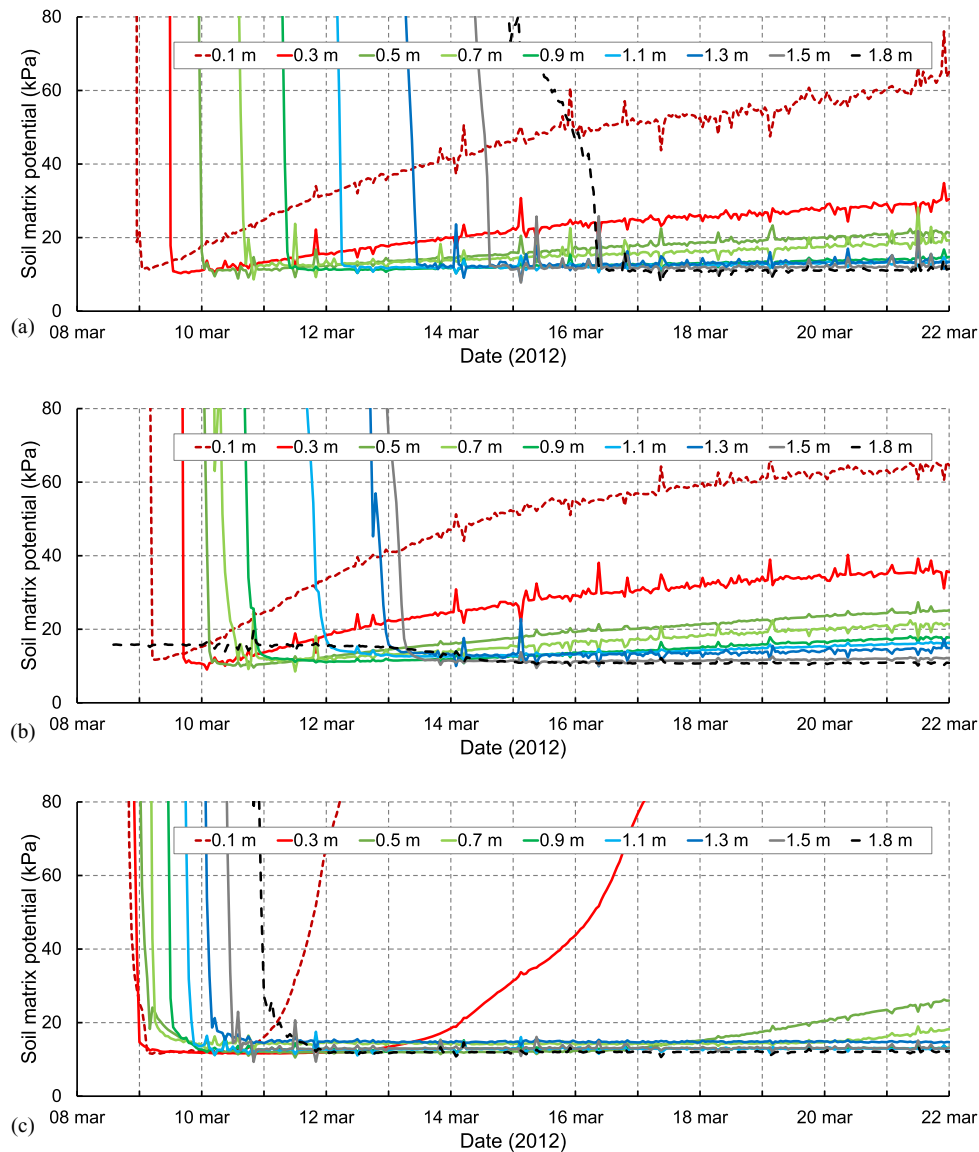 80
60
40
20
0
Soil matrix potential (kPa)
0.1 m 0.3 m 0.5 m 0.7 m 0.9 m 1.1 m 1.3 m 1.5 m 1.8 m
08 mar 10 mar 12 mar 14 mar 16 mar 18 mar 20 mar 22 mar
Date (2012)
(a)
80
60
40
20
0
Soil matrix potential (kPa)
0.1 m 0.3 m 0.5 m 0.7 m 0.9 m 1.1 m 1.3 m 1.5 m 1.8 m
08 mar 10 mar 12 mar 14 mar 16 mar 18 mar 20 mar 22 mar
Date (2012)
(b)
80
60
40
20
0
Soil matrix potential (kPa)
0.1 m 0.3 m 0.5 m 0.7 m 0.9 m 1.1 m 1.3 m 1.5 m 1.8 m
08 mar 10 mar 12 mar 14 mar 16 mar 18 mar 20 mar 22 mar
Date (2012)
(c)